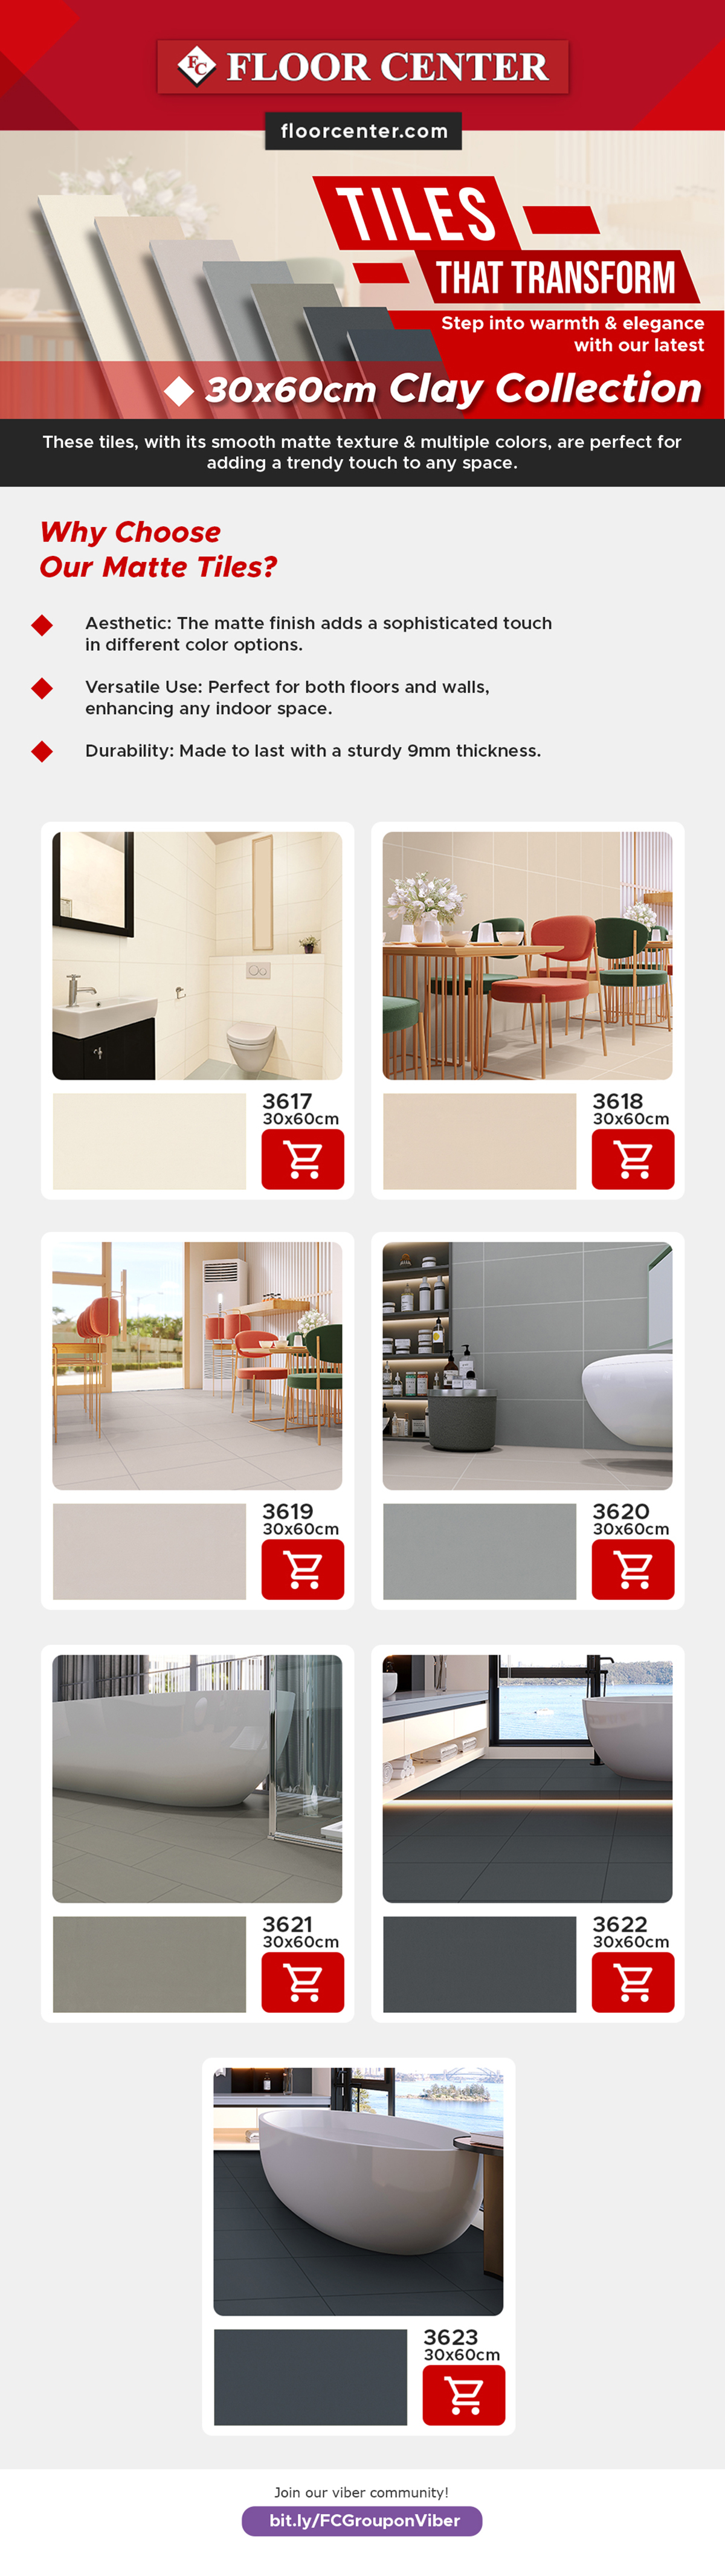 FC FLOOR CENTER
floorcenter.com
TILES
THAT TRANSFORM
Step into warmth & elegance
with our latest
30x60cm Clay Collection
These tiles, with its smooth matte texture & multiple colors, are perfect for
adding a trendy touch to any space.
Why Choose
Our Matte Tiles?
Aesthetic: The matte finish adds a sophisticated touch
in different color options.
Versatile Use: Perfect for both floors and walls,
enhancing any indoor space.
Durability: Made to last with a sturdy 9mm thickness.
3617
30x60cm
3618
30x60cm
3619
30x60cm
3620
30x60cm
3621
30x60cm
3622
30x60cm
3623
30x60cm
Join our viber community!
bit.ly/FCGrouponViber